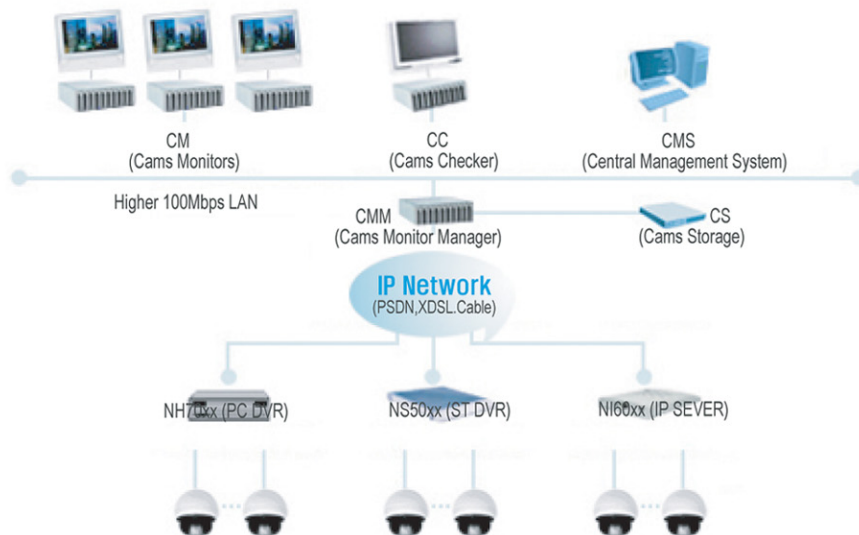 CM
(Cams Monitors)
CC
(Cams Checker)
CMS
(Central Management System)
Higher 100Mbps LAN
CMM
(Cams Monitor Manager)
CS
(Cams Storage)
IP Network
(PSDN,XDSL.Cable)
NH70xx (PC DVR)
NS50xx (ST DVR)
NI60xx (IP SEVER)